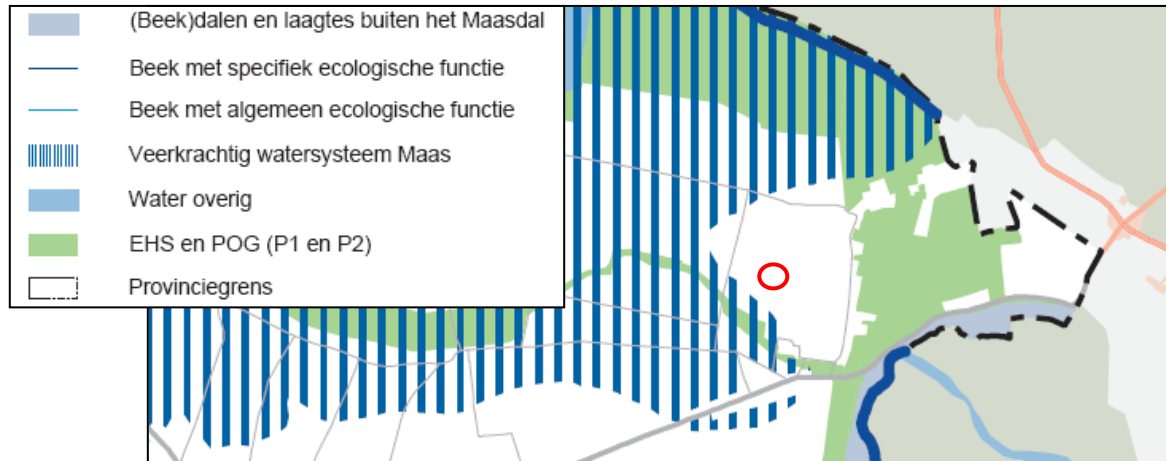 (Beek)dalen en laagtes buiten het Maasdal
Beek met specifiek ecologische functie
Beek met algemeen ecologische functie
Veerkrachtig watersysteem Maas
Water overig
EHS en POG (P1 en P2)
Provinciegrens